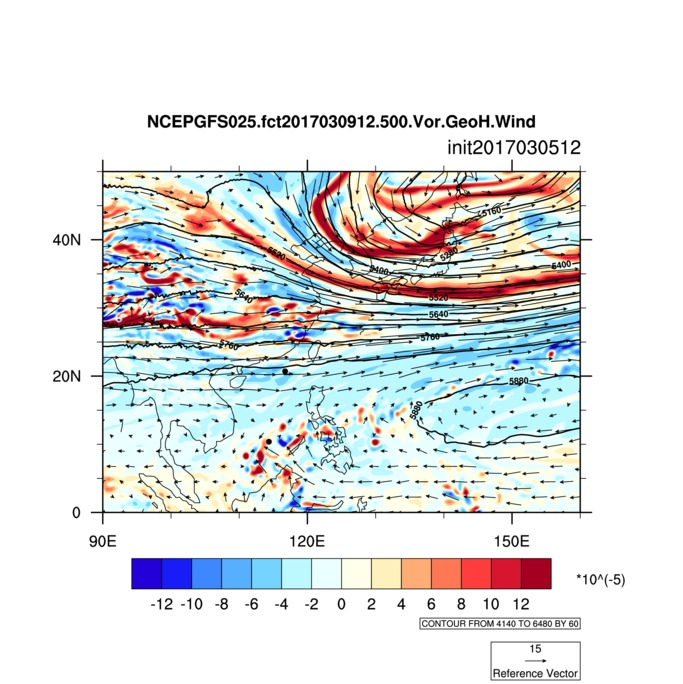 NCEPGFS025.fct2017030912.500.Vor.GeoH.Wind
init2017030512
5160
40N
5280
5400
5400
5520
5640
5520
5640
5760
5760
20N
5880
5880
0
90E 120E 150E
-12 -10 -8 -6 -4 -2 0 2 4 6 8 10 12
*10^(-5)
CONTOUR FROM 4140 TO 6480 BY 60
15
Reference Vector